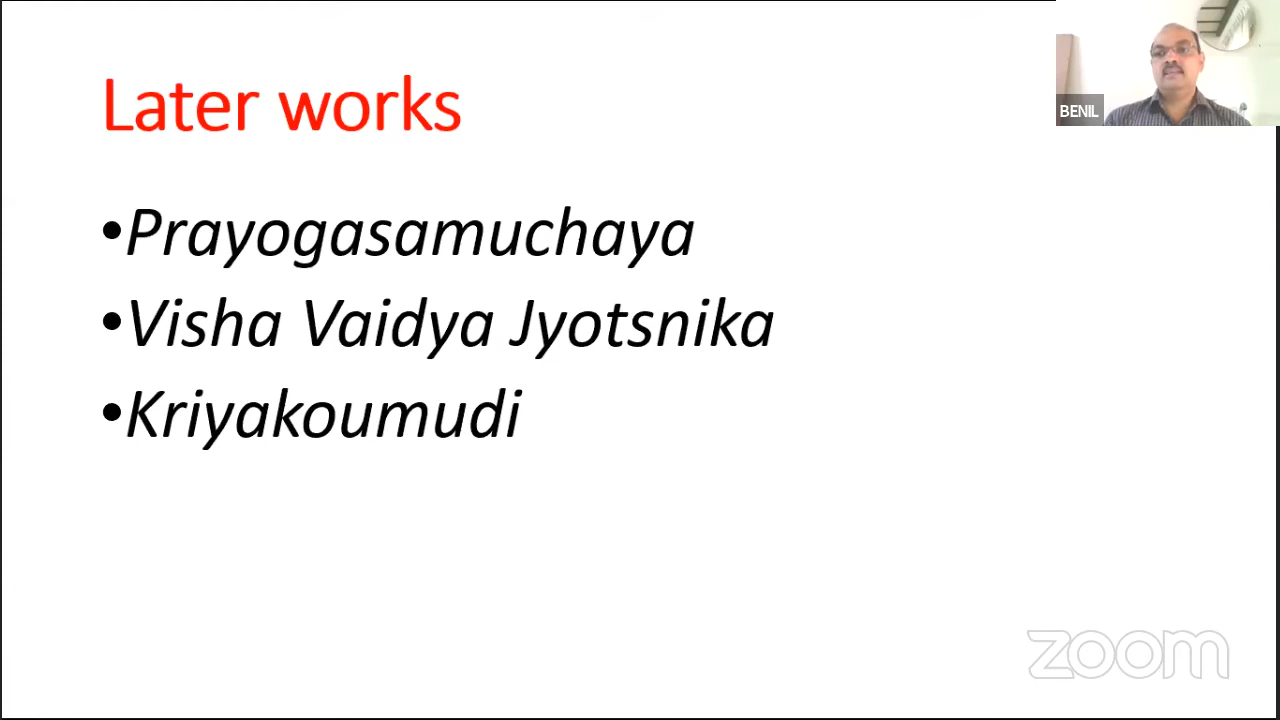 Later works
BENIL
•Prayogasamuchaya
•Visha Vaidya Jyotsnika
•Kriyakoumudi
zoom